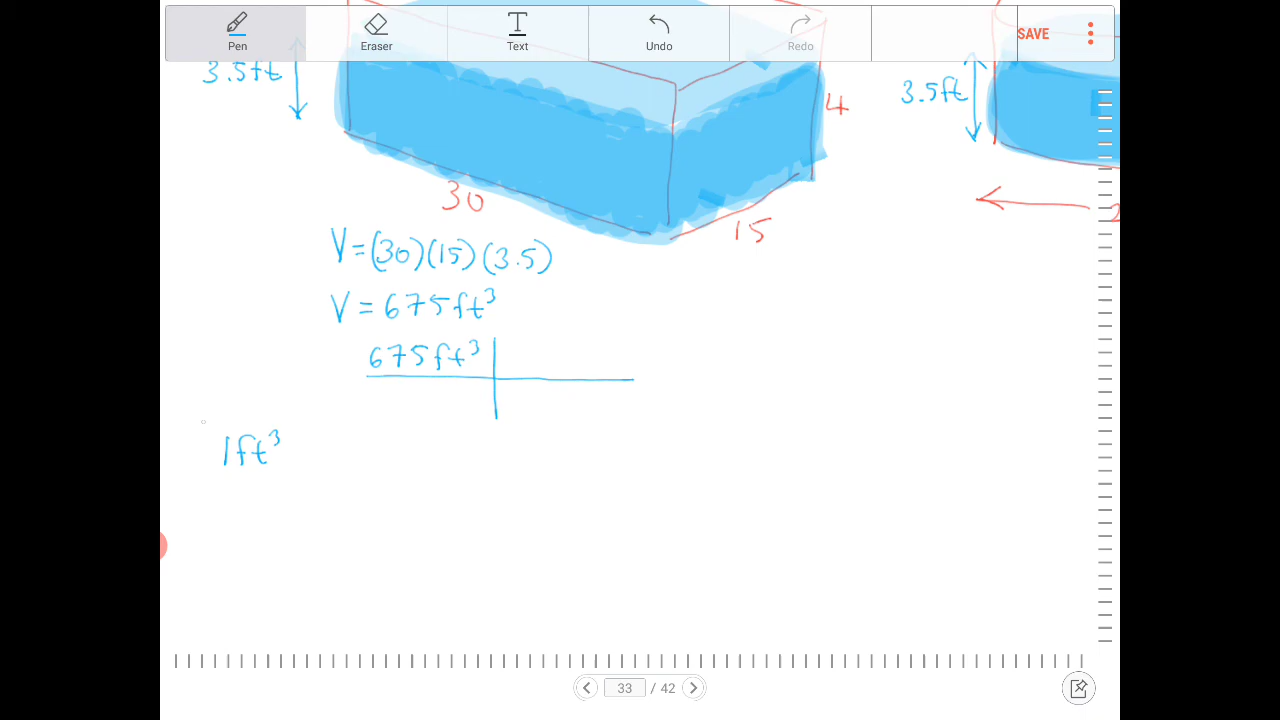 Pen
Eraser
Text
Undo
Redo
SAVE
3.5ft
4
3.5ft
30
15
V=(30)(15)(3.5)
V=675ft³
675ft³
1ft³
33 / 42